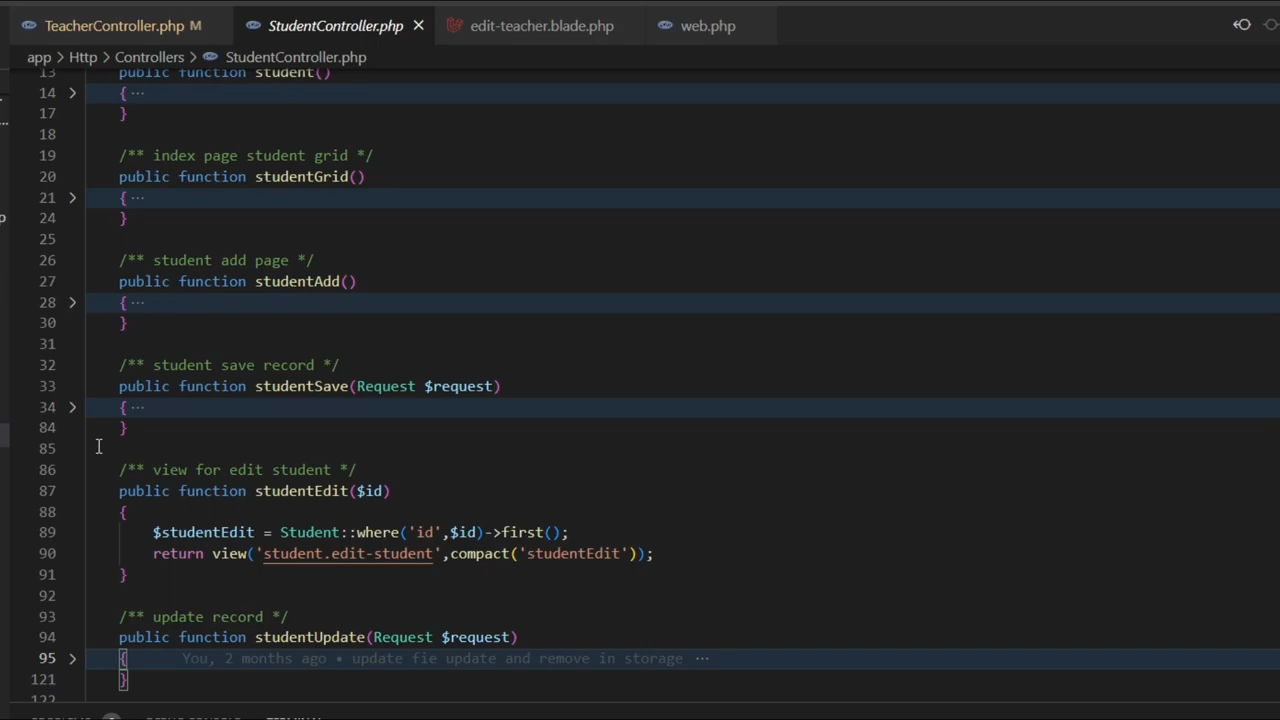 TeacherController.php M StudentController.php edit-teacher.blade.php web.php
app > Http > Controllers > StudentController.php
13 public function student()
14 > { ...
17 }
18
19 /** index page student grid */
20 public function studentGrid()
21 > { ...
24 }
25
26 /** student add page */
27 public function studentAdd()
28 > { ...
30 }
31
32 /** student save record */
33 public function studentSave(Request $request)
34 > { ...
84 }
85
86 /** view for edit student */
87 public function studentEdit($id)
88 {
89 $studentEdit = Student::where('id',$id)->first();
90 return view('student.edit-student',compact('studentEdit'));
91 }
92
93 /** update record */
94 public function studentUpdate(Request $request)
95 > { You, 2 months ago • update fie update and remove in storage ...
121 }
122